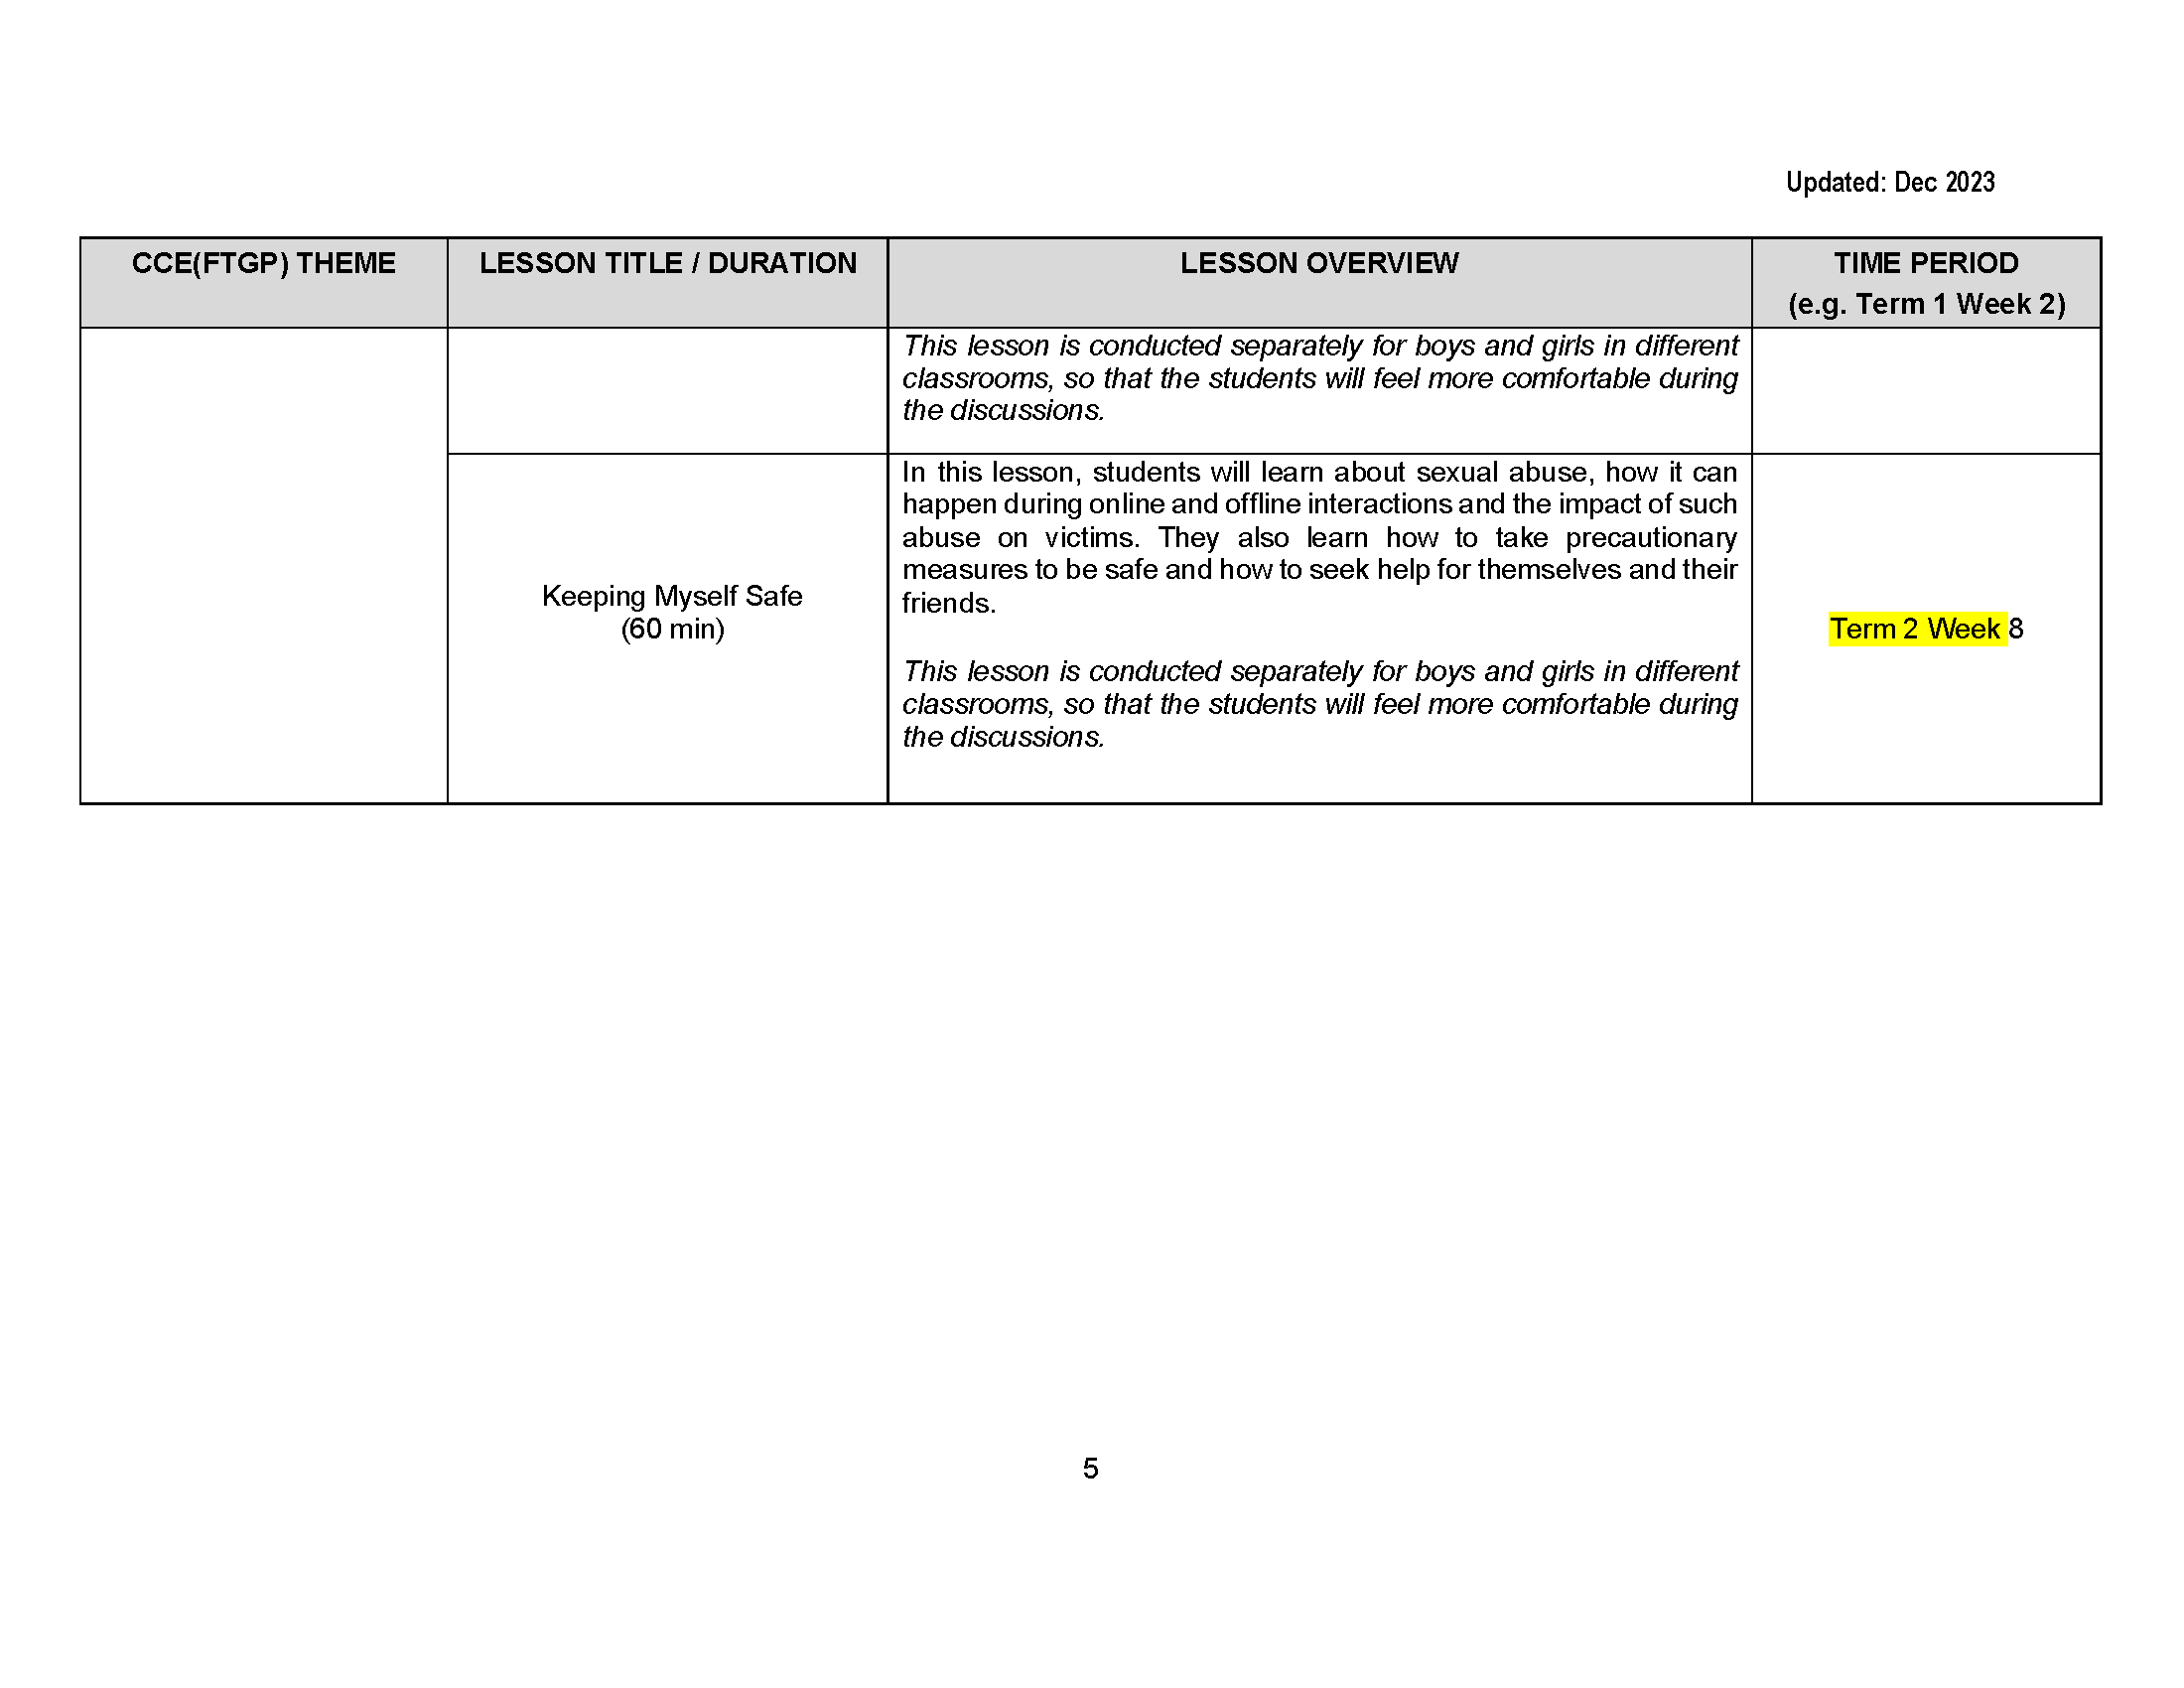 Updated: Dec 2023
CCE(FTGP) THEME
LESSON TITLE / DURATION
LESSON OVERVIEW
TIME PERIOD
(e.g. Term 1 Week 2)
This lesson is conducted separately for boys and girls in different
classrooms, so that the students will feel more comfortable during
the discussions.
Keeping Myself Safe
(60 min)
In this lesson, students will learn about sexual abuse, how it can
happen during online and offline interactions and the impact of such
abuse on victims. They also learn how to take precautionary
measures to be safe and how to seek help for themselves and their
friends.
This lesson is conducted separately for boys and girls in different
classrooms, so that the students will feel more comfortable during
the discussions.
Term 2 Week 8
5